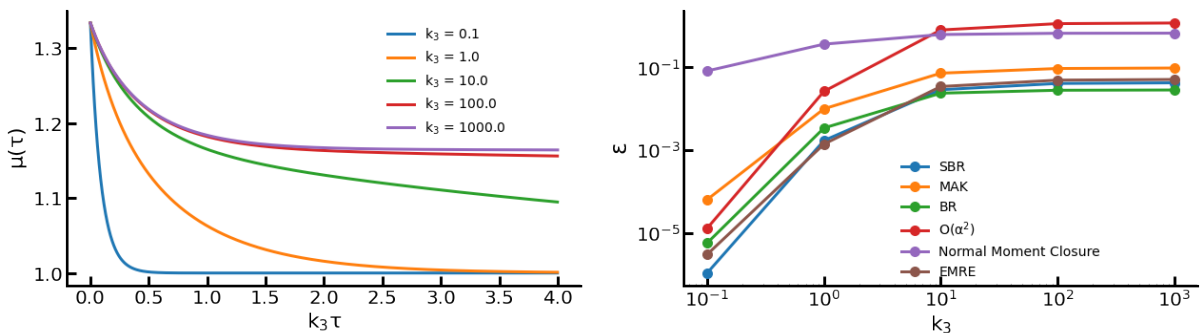 μ(τ)
1.3
1.2
1.1
1.0
0.0 0.5 1.0 1.5 2.0 2.5 3.0 3.5 4.0
k₃τ
k₃ = 0.1
k₃ = 1.0
k₃ = 10.0
k₃ = 100.0
k₃ = 1000.0
ε
10⁻¹
10⁻³
10⁻⁵
10⁻¹ 10⁰ 10¹ 10² 10³
k₃
SBR
MAK
BR
O(α²)
Normal Moment Closure
EMRE